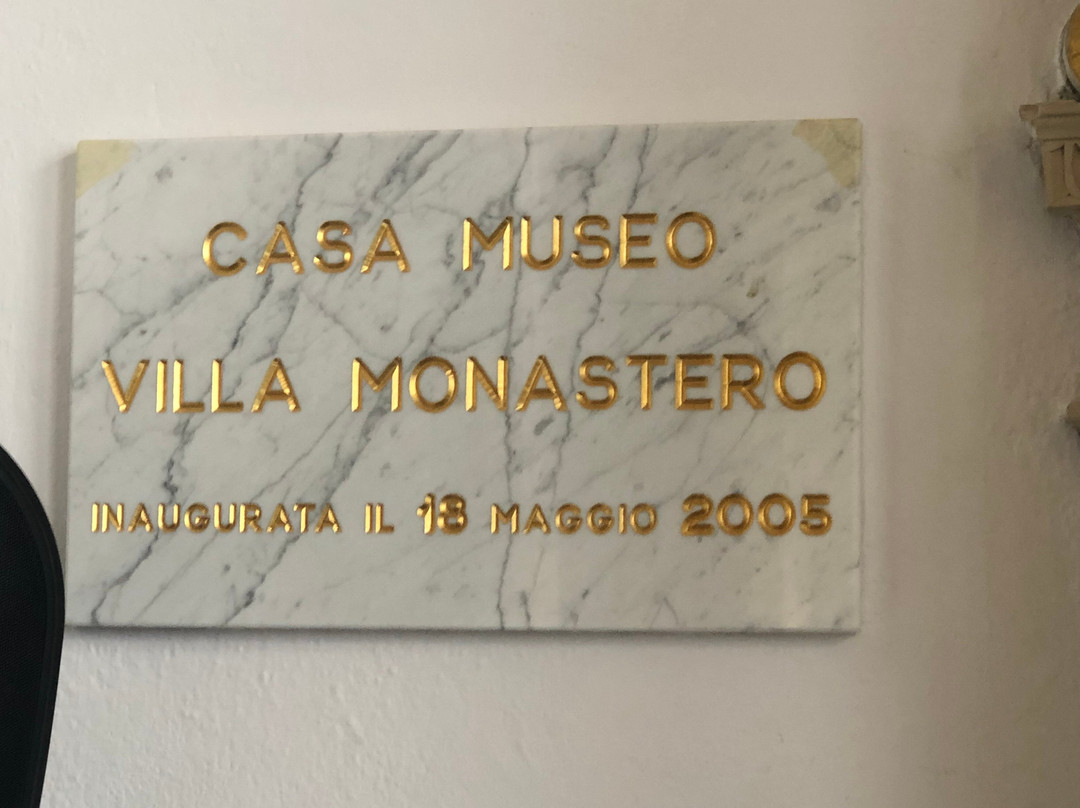 CASA MUSEO
VILLA MONASTERO
INAUGURATA IL 18 MAGGIO 2005